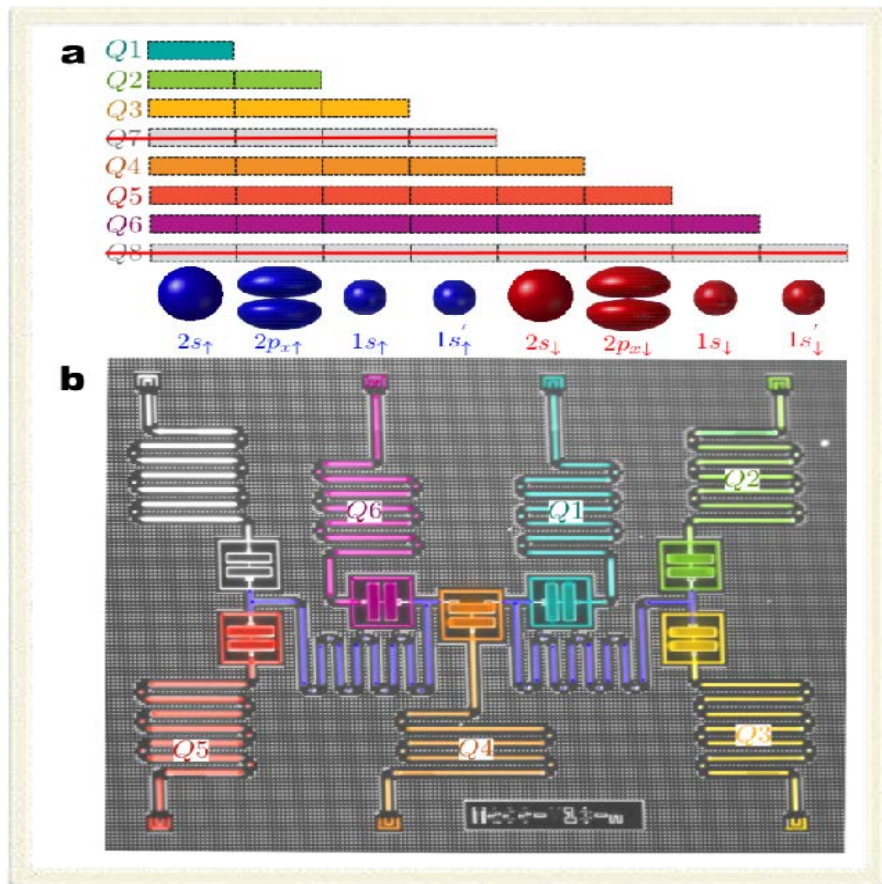 a
Q1
Q2
Q3
Q7
Q4
Q5
Q6
Q8
2s↑ 2pₓ↑ 1s↑ 1s′↑ 2s↓ 2pₓ↓ 1s↓ 1s′↓
b
Q6 Q1 Q2
Q5 Q4 Q3